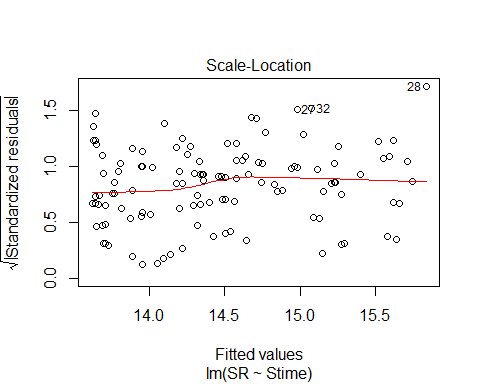 Scale-Location
28
27 32
√|Standardized residuals|
1.5
1.0
0.5
0.0
14.0 14.5 15.0 15.5
Fitted values
lm(SR ~ Stime)